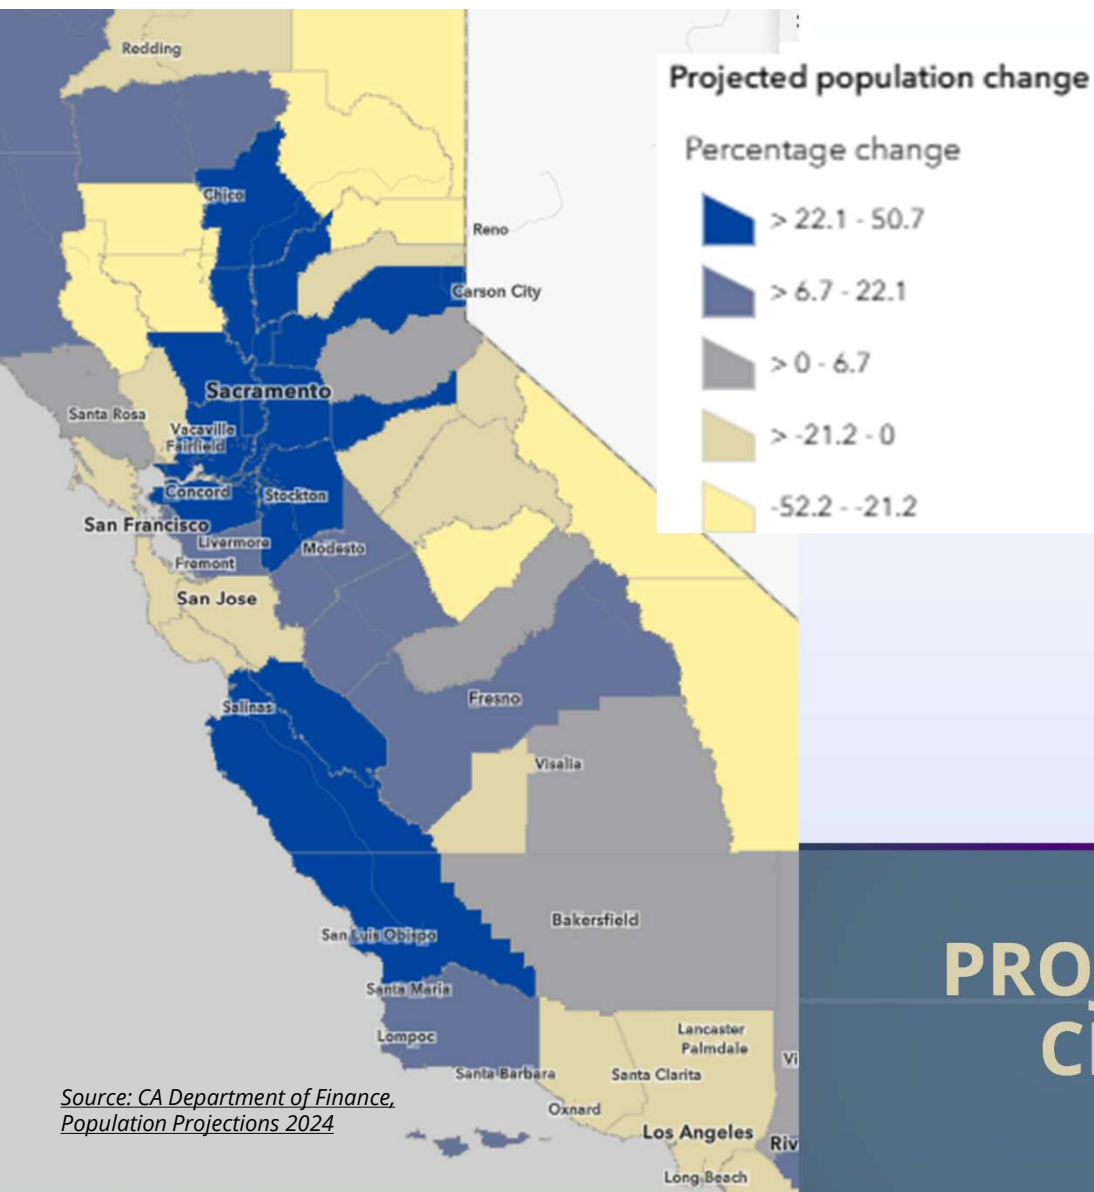 Redding
Projected population change
Percentage change
Chico
> 22.1 - 50.7
Reno
> 6.7 - 22.1
Carson City
> 0 - 6.7
Sacramento
Santa Rosa
Vacaville
Fairfield
> -21.2 - 0
Concord
Stockton
-52.2 - -21.2
San Francisco
Livermore
Modesto
Fremont
San Jose
Fresno
Salinas
Visalia
Bakersfield
San Luis Obispo
Santa Maria
Lompoc
Lancaster
Palmdale
Santa Barbara
Santa Clarita
Oxnard
Los Angeles
Long Beach
Source: CA Department of Finance,
Population Projections 2024